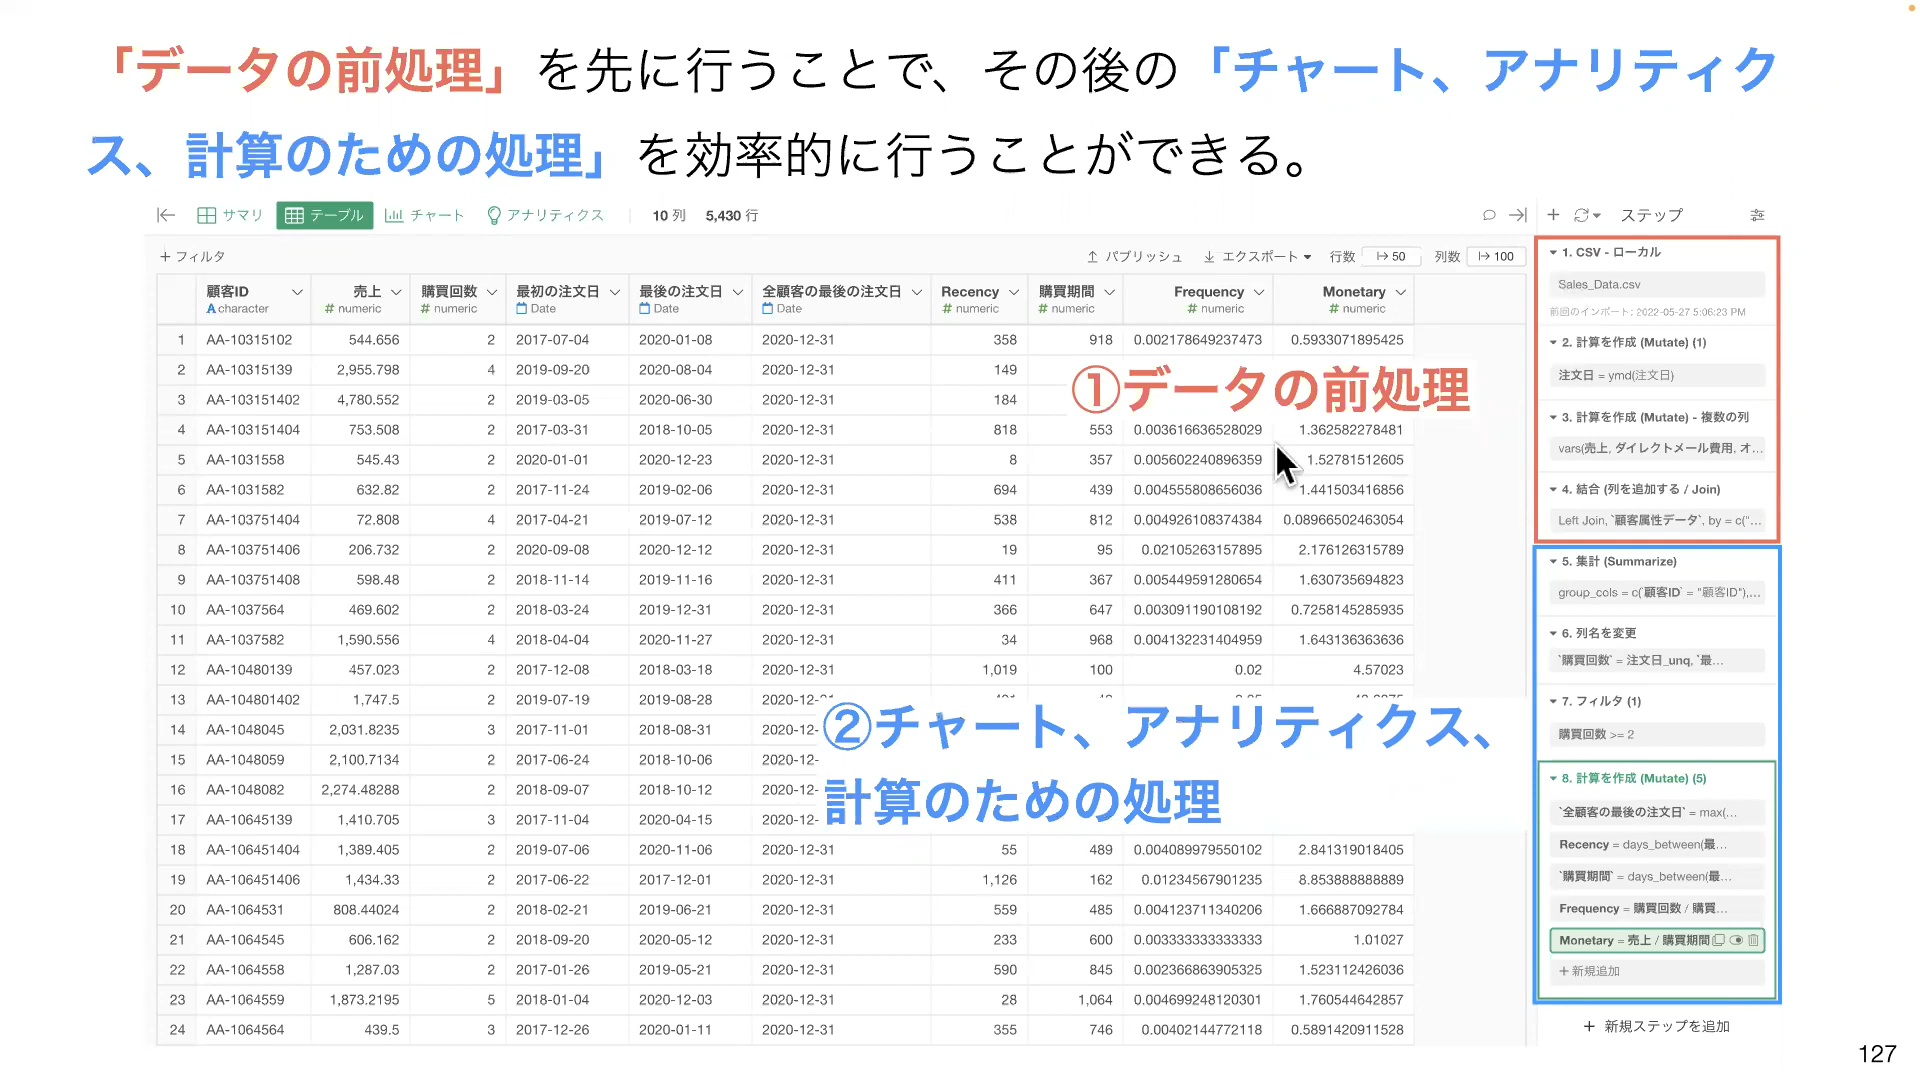 「データの前処理」を先に行うことで、その後の「チャート、アナリティク
ス、計算のための処理」を効率的に行うことができる。
サマリ テーブル チャート アナリティクス 10 列 5,430 行
ステップ
+ フィルタ パブリッシュ エクスポート 行数 50 列数 100
顧客ID 売上 購買回数 最初の注文日 最後の注文日 全顧客の最後の注文日 Recency 購買期間 Frequency Monetary
character # numeric # numeric Date Date Date # numeric # numeric # numeric # numeric
1 AA-10315102 544.656 2 2017-07-04 2020-01-08 2020-12-31 358 918 0.002178649237473 0.5933071895425
2 AA-10315139 2,955.798 4 2019-09-20 2020-08-04 2020-12-31 149
3 AA-103151402 4,780.552 2 2019-03-05 2020-06-30 2020-12-31 184
①データの前処理
4 AA-103151404 753.508 2 2017-03-31 2018-10-05 2020-12-31 818 553 0.003616636528029 1.362582278481
5 AA-1031558 545.43 2 2020-01-01 2020-12-23 2020-12-31 8 357 0.005602240896359 1.52781512605
6 AA-1031582 632.82 2 2017-11-24 2019-02-06 2020-12-31 694 439 0.004555808656036 1.441503416856
7 AA-103751404 72.808 4 2017-04-21 2019-07-12 2020-12-31 538 812 0.004926108374384 0.08966502463054
8 AA-103751406 206.732 2 2020-09-08 2020-12-12 2020-12-31 19 95 0.02105263157895 2.176126315789
9 AA-103751408 598.48 2 2018-11-14 2019-11-16 2020-12-31 411 367 0.005449591280654 1.630735694823
10 AA-1037564 469.602 2 2018-03-24 2019-12-31 2020-12-31 366 647 0.003091190108192 0.7258145285935
11 AA-1037582 1,590.556 4 2018-04-04 2020-11-27 2020-12-31 34 968 0.004132231404959 1.643136363636
12 AA-10480139 457.023 2 2017-12-08 2018-03-18 2020-12-31 1,019 100 0.02 4.57023
13 AA-104801402 1,747.5 2 2019-07-19 2019-08-28
14 AA-1048045 2,031.8235 3 2017-11-01 2018-08-31 2020-12-
15 AA-1048059 2,100.7134 2 2017-06-24 2018-10-06 2020-12-
16 AA-1048082 2,274.48288 2 2018-09-07 2018-10-12 2020-12-
17 AA-10645139 1,410.705 3 2017-11-04 2020-04-15 2020-12-
②チャート、アナリティクス、
計算のための処理
18 AA-106451404 1,389.405 2 2019-07-06 2020-11-06 2020-12-31 55 489 0.004089979550102 2.841319018405
19 AA-106451406 1,434.33 2 2017-06-22 2017-12-01 2020-12-31 1,126 162 0.01234567901235 8.853888888889
20 AA-1064531 808.44024 2 2018-02-21 2019-06-21 2020-12-31 559 485 0.004123711340206 1.666887092784
21 AA-1064545 606.162 2 2018-09-20 2020-05-12 2020-12-31 233 600 0.003333333333333 1.01027
22 AA-1064558 1,287.03 2 2017-01-26 2019-05-21 2020-12-31 590 845 0.002366863905325 1.523112426036
23 AA-1064559 1,873.2195 5 2018-01-04 2020-12-03 2020-12-31 28 1,064 0.004699248120301 1.760544642857
24 AA-1064564 439.5 3 2017-12-26 2020-01-11 2020-12-31 355 746 0.00402144772118 0.5891420911528
1. CSV - ローカル
Sales_Data.csv
前回のインポート: 2022-05-27 5:06:23 PM
2. 計算を作成 (Mutate) (1)
注文日 = ymd(注文日)
3. 計算を作成 (Mutate) - 複数の列
vars(売上, ダイレクトメール費用, オ...
4. 結合 (列を追加する / Join)
Left Join, `顧客属性データ`, by = c("...
5. 集計 (Summarize)
group_cols = c(`顧客ID` = "顧客ID"),...
6. 列名を変更
`購買回数` = 注文日_unq, `最...
7. フィルタ (1)
購買回数 >= 2
8. 計算を作成 (Mutate) (5)
`全顧客の最後の注文日` = max(...
Recency = days_between(最...
`購買期間` = days_between(最...
Frequency = 購買回数 / 購買...
Monetary = 売上 / 購買期間
+ 新規追加
+ 新規ステップを追加
127